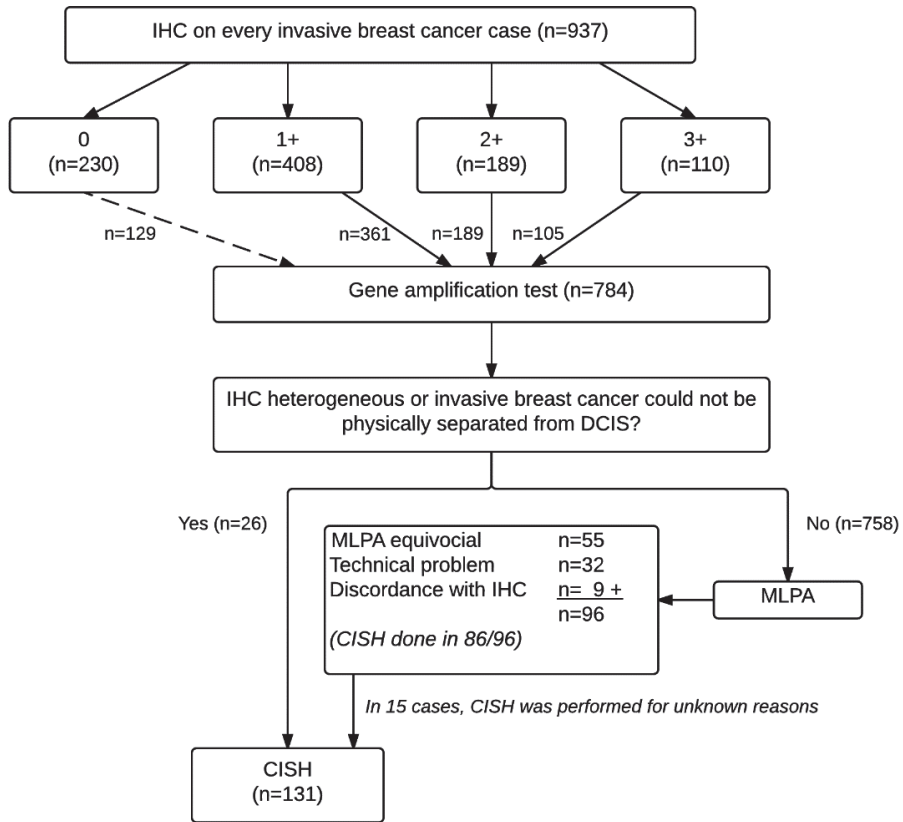 IHC on every invasive breast cancer case (n=937)
0
(n=230)
1+
(n=408)
2+
(n=189)
3+
(n=110)
n=129
n=361
n=189
n=105
Gene amplification test (n=784)
IHC heterogeneous or invasive breast cancer could not be
physically separated from DCIS?
Yes (n=26)
No (n=758)
MLPA equivocial n=55
Technical problem n=32
Discordance with IHC n= 9 +
n=96
(CISH done in 86/96)
MLPA
In 15 cases, CISH was performed for unknown reasons
CISH
(n=131)